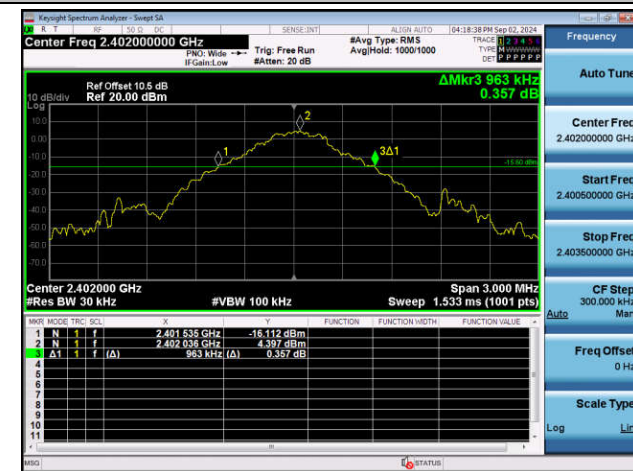 Keysight Spectrum Analyzer - Swept SA
R T RF 50 Ω DC SENSE:INT ALIGN AUTO 04:18:38 PM Sep 02, 2024
Center Freq 2.402000000 GHz #Avg Type: RMS TRACE 1 2 3 4 5 6
PNO: Wide Trig: Free Run Avg|Hold: 1000/1000 TYPE M WWWWW
IFGain:Low #Atten: 20 dB DET P P P P P P
ΔMkr3 963 kHz
0.357 dB
Ref Offset 10.5 dB
10 dB/div Ref 20.00 dBm
Log
10.0
0.00
-10.0
-20.0
-30.0
-40.0
-50.0
-60.0
-70.0
1
2
3Δ1
-15.60 dBm
Center 2.402000 GHz Span 3.000 MHz
#Res BW 30 kHz #VBW 100 kHz Sweep 1.533 ms (1001 pts)
MKR MODE TRC SCL X Y FUNCTION FUNCTION WIDTH FUNCTION VALUE
1 N 1 f 2.401 535 GHz -16.112 dBm
2 N 1 f 2.402 036 GHz 4.397 dBm
3 Δ1 1 f (Δ) 963 kHz (Δ) 0.357 dB
4
5
6
7
8
9
10
11
MSG STATUS
Frequency
Auto Tune
Center Freq
2.402000000 GHz
Start Freq
2.400500000 GHz
Stop Freq
2.403500000 GHz
CF Step
300.000 kHz
Auto Man
Freq Offset
0 Hz
Scale Type
Log Lin